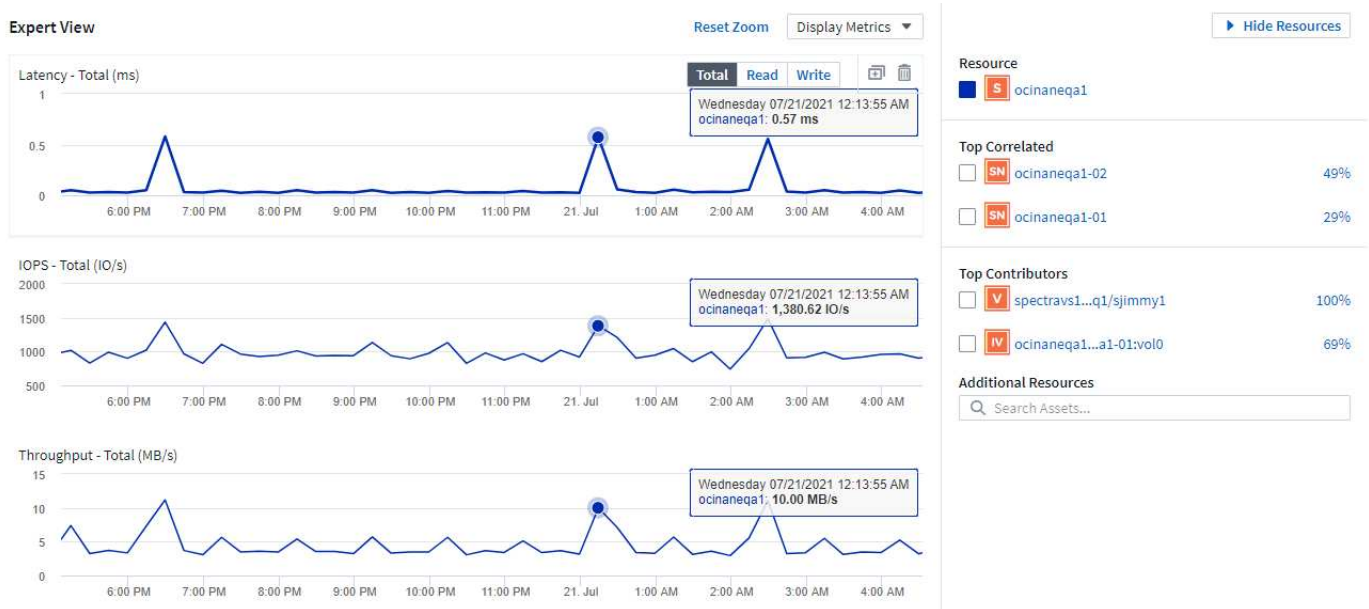 Expert View
Reset Zoom
Display Metrics
Hide Resources
Latency - Total (ms)
Total
Read
Write
Wednesday 07/21/2021 12:13:55 AM
ocinaneqa1: 0.57 ms
1
0.5
0
6:00 PM 7:00 PM 8:00 PM 9:00 PM 10:00 PM 11:00 PM 21. Jul 1:00 AM 2:00 AM 3:00 AM 4:00 AM
IOPS - Total (IO/s)
Wednesday 07/21/2021 12:13:55 AM
ocinaneqa1: 1,380.62 IO/s
2000
1500
1000
500
6:00 PM 7:00 PM 8:00 PM 9:00 PM 10:00 PM 11:00 PM 21. Jul 1:00 AM 2:00 AM 3:00 AM 4:00 AM
Throughput - Total (MB/s)
Wednesday 07/21/2021 12:13:55 AM
ocinaneqa1: 10.00 MB/s
15
10
5
0
6:00 PM 7:00 PM 8:00 PM 9:00 PM 10:00 PM 11:00 PM 21. Jul 1:00 AM 2:00 AM 3:00 AM 4:00 AM
Resource
S ocinaneqa1
Top Correlated
SN ocinaneqa1-02 49%
SN ocinaneqa1-01 29%
Top Contributors
V spectravs1...q1/sjimmy1 100%
IV ocinaneqa1...a1-01:vol0 69%
Additional Resources
Search Assets...